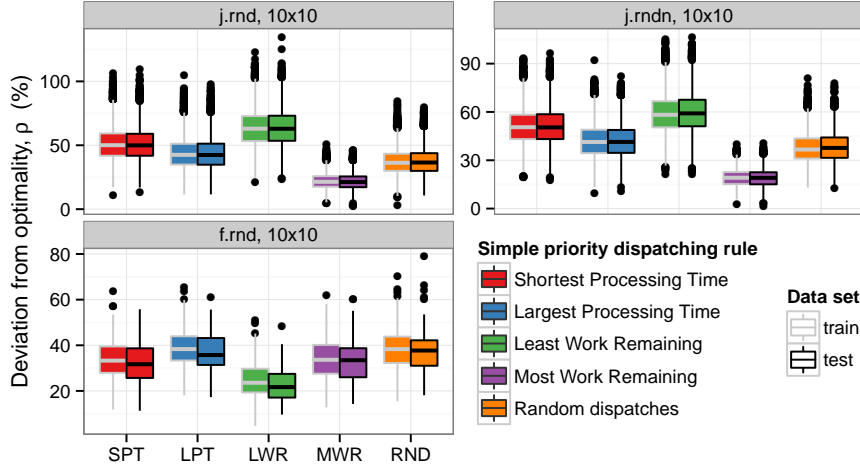 j.rnd, 10x10
j.rndn, 10x10
Deviation from optimality, ρ (%)
100
50
0
90
60
30
0
f.rnd, 10x10
80
60
40
20
SPT LPT LWR MWR RND
Simple priority dispatching rule
Shortest Processing Time
Largest Processing Time
Least Work Remaining
Most Work Remaining
Random dispatches
Data set
train
test